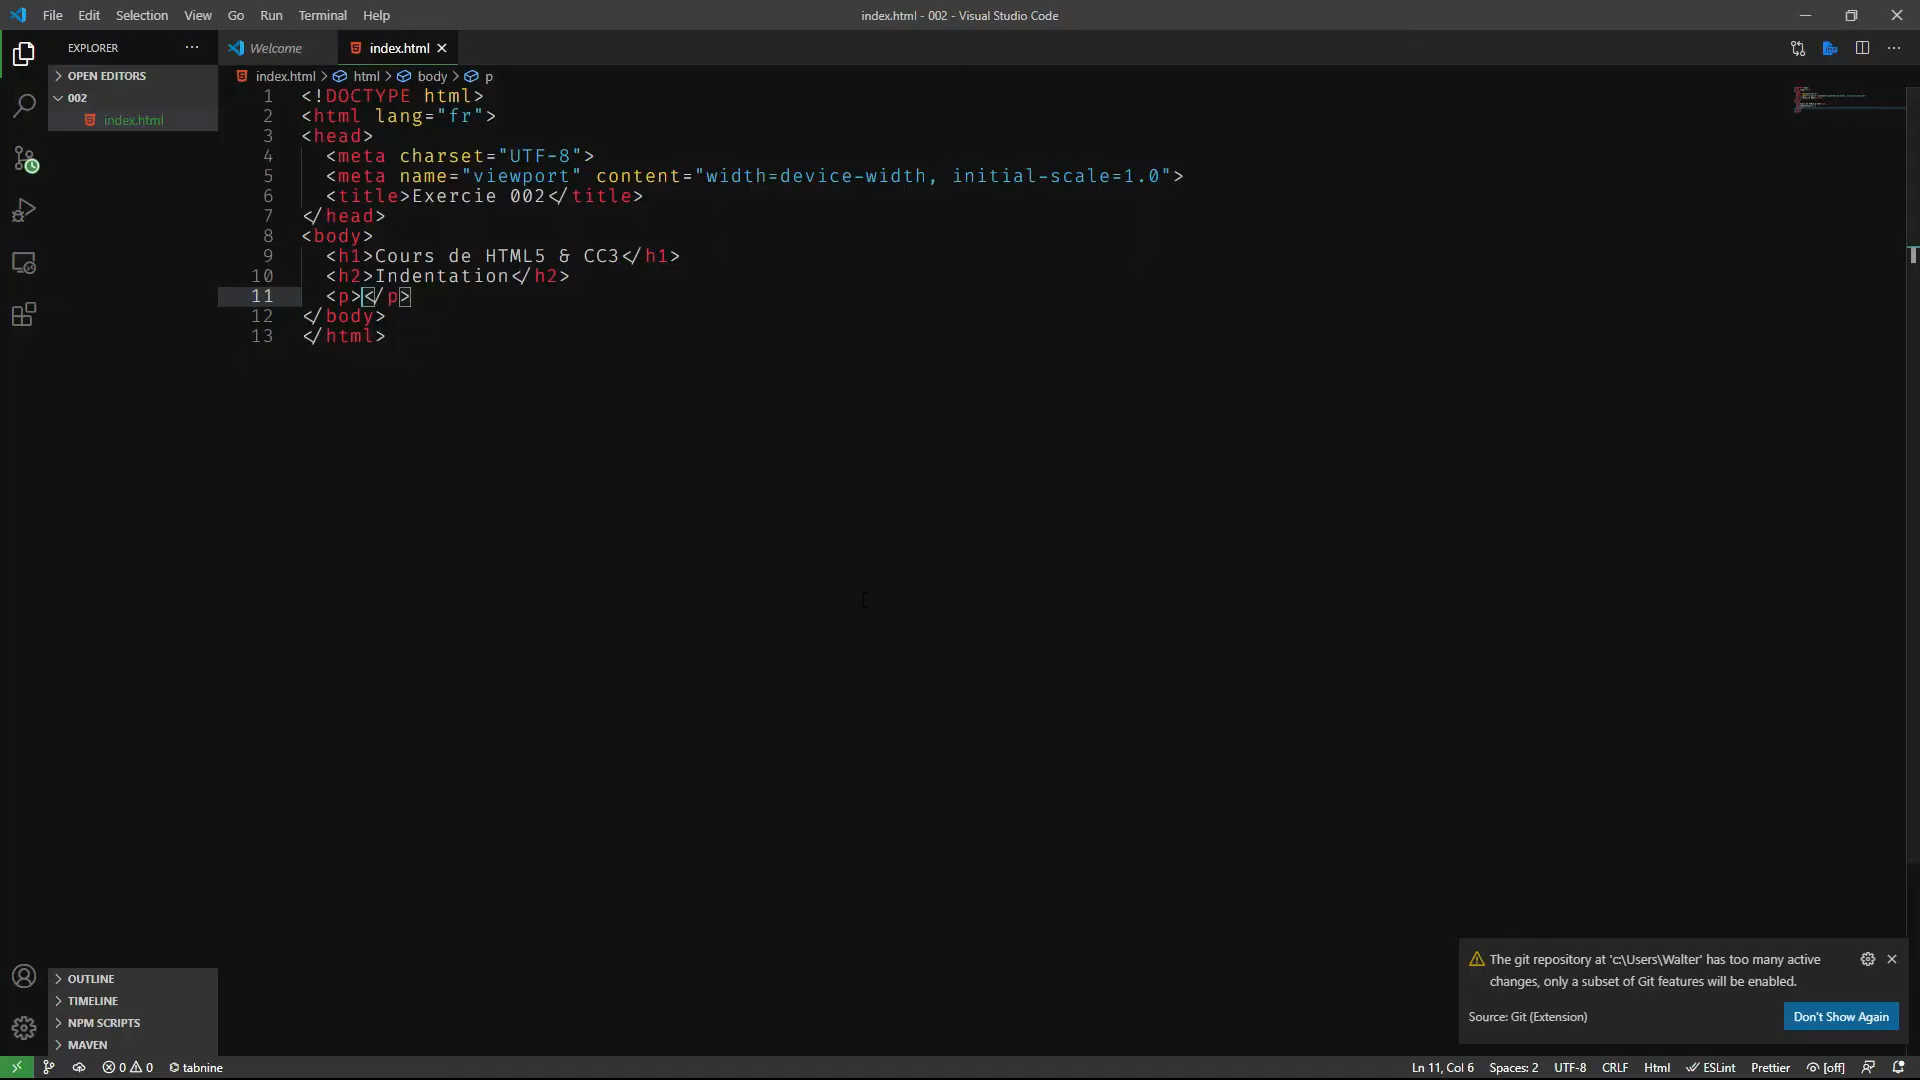 File Edit Selection View Go Run Terminal Help
index.html - 002 - Visual Studio Code
EXPLORER
Welcome
index.html
OPEN EDITORS
002
index.html
index.html > html > body > p
1 <!DOCTYPE html>
2 <html lang="fr">
3 <head>
4 <meta charset="UTF-8">
5 <meta name="viewport" content="width=device-width, initial-scale=1.0">
6 <title>Exercie 002</title>
7 </head>
8 <body>
9 <h1>Cours de HTML5 & CC3</h1>
10 <h2>Indentation</h2>
11 <p></p>
12 </body>
13 </html>
OUTLINE
TIMELINE
NPM SCRIPTS
MAVEN
The git repository at 'c:\Users\Walter' has too many active
changes, only a subset of Git features will be enabled.
Source: Git (Extension)
Don't Show Again
0 0 tabnine
Ln 11, Col 6 Spaces: 2 UTF-8 CRLF Html ESLint Prettier [off]